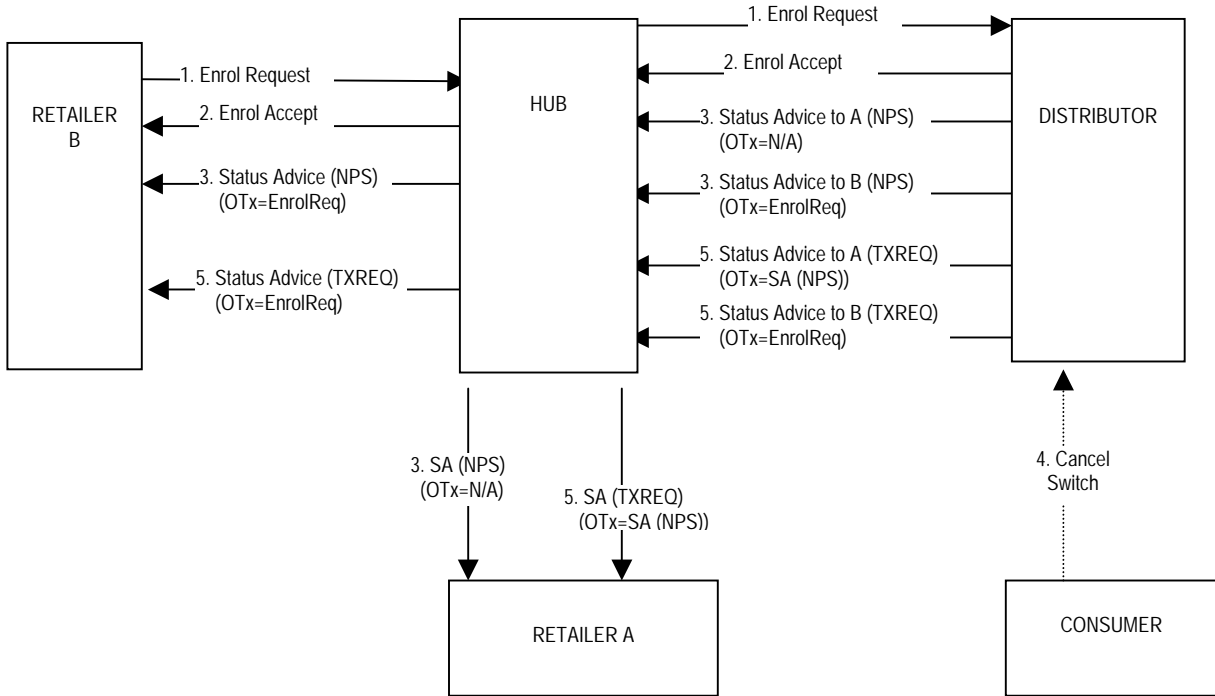 1. Enrol Request
1. Enrol Request
2. Enrol Accept
RETAILER
B
HUB
DISTRIBUTOR
2. Enrol Accept
3. Status Advice to A (NPS)
(OTx=N/A)
3. Status Advice (NPS)
(OTx=EnrolReq)
3. Status Advice to B (NPS)
(OTx=EnrolReq)
5. Status Advice to A (TXREQ)
(OTx=SA (NPS))
5. Status Advice (TXREQ)
(OTx=EnrolReq)
5. Status Advice to B (TXREQ)
(OTx=EnrolReq)
3. SA (NPS)
(OTx=N/A)
5. SA (TXREQ)
(OTx=SA (NPS))
4. Cancel
Switch
RETAILER A
CONSUMER